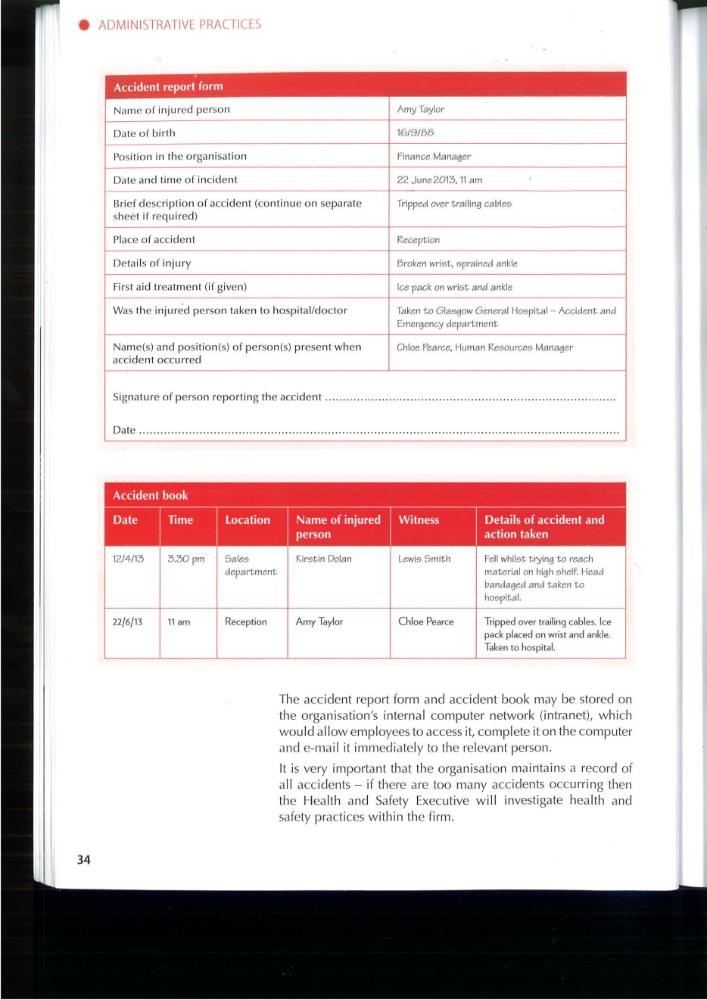 ADMINISTRATIVE PRACTICES
Accident report form
Name of injured person Amy Taylor
Date of birth 16/9/88
Position in the organisation Finance Manager
Date and time of incident 22 June 2013, 11 am
Brief description of accident (continue on separate Tripped over trailing cables
sheet if required)
Place of accident Reception
Details of injury Broken wrist, sprained ankle
First aid treatment (if given) Ice pack on wrist and ankle
Was the injured person taken to hospital/doctor Taken to Glasgow General Hospital – Accident and
Emergency department
Name(s) and position(s) of person(s) present when Chloe Pearce, Human Resources Manager
accident occurred
Signature of person reporting the accident ..................................................................................
Date .......................................................................................................................................
Accident book
Date Time Location Name of injured Witness Details of accident and
person action taken
12/4/13 3.30 pm Sales Kirstin Dolan Lewis Smith Fell whilst trying to reach
department material on high shelf. Head
bandaged and taken to
hospital.
22/6/13 11 am Reception Amy Taylor Chloe Pearce Tripped over trailing cables. Ice
pack placed on wrist and ankle.
Taken to hospital.
The accident report form and accident book may be stored on
the organisation's internal computer network (intranet), which
would allow employees to access it, complete it on the computer
and e-mail it immediately to the relevant person.
It is very important that the organisation maintains a record of
all accidents – if there are too many accidents occurring then
the Health and Safety Executive will investigate health and
safety practices within the firm.
34